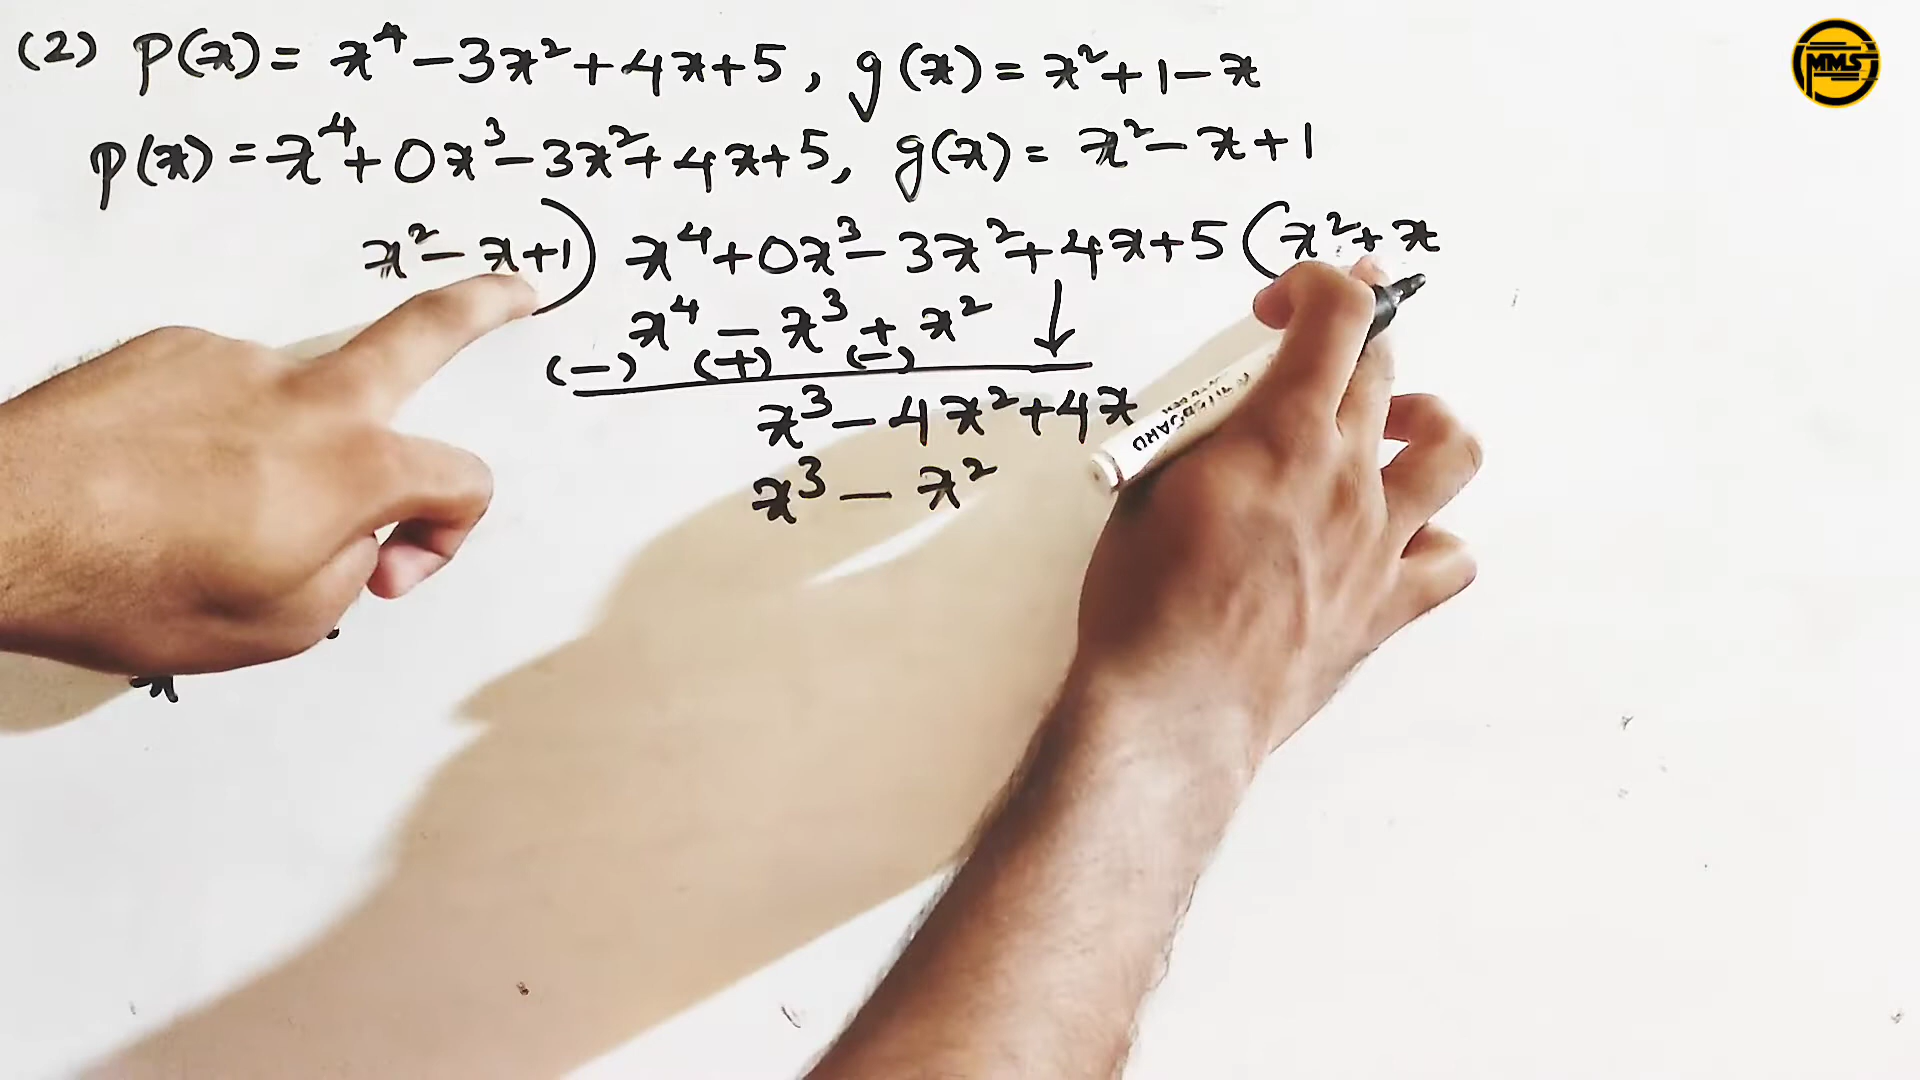 (2) p(x) = x⁴ - 3x² + 4x + 5, g(x) = x² + 1 - x
p(x) = x⁴ + 0x³ - 3x² + 4x + 5, g(x) = x² - x + 1
x² - x + 1 ) x⁴ + 0x³ - 3x² + 4x + 5 ( x² + x
x⁴ - x³ + x²
(-) (+) (-)
x³ - 4x² + 4x
x³ - x²
x
MMS